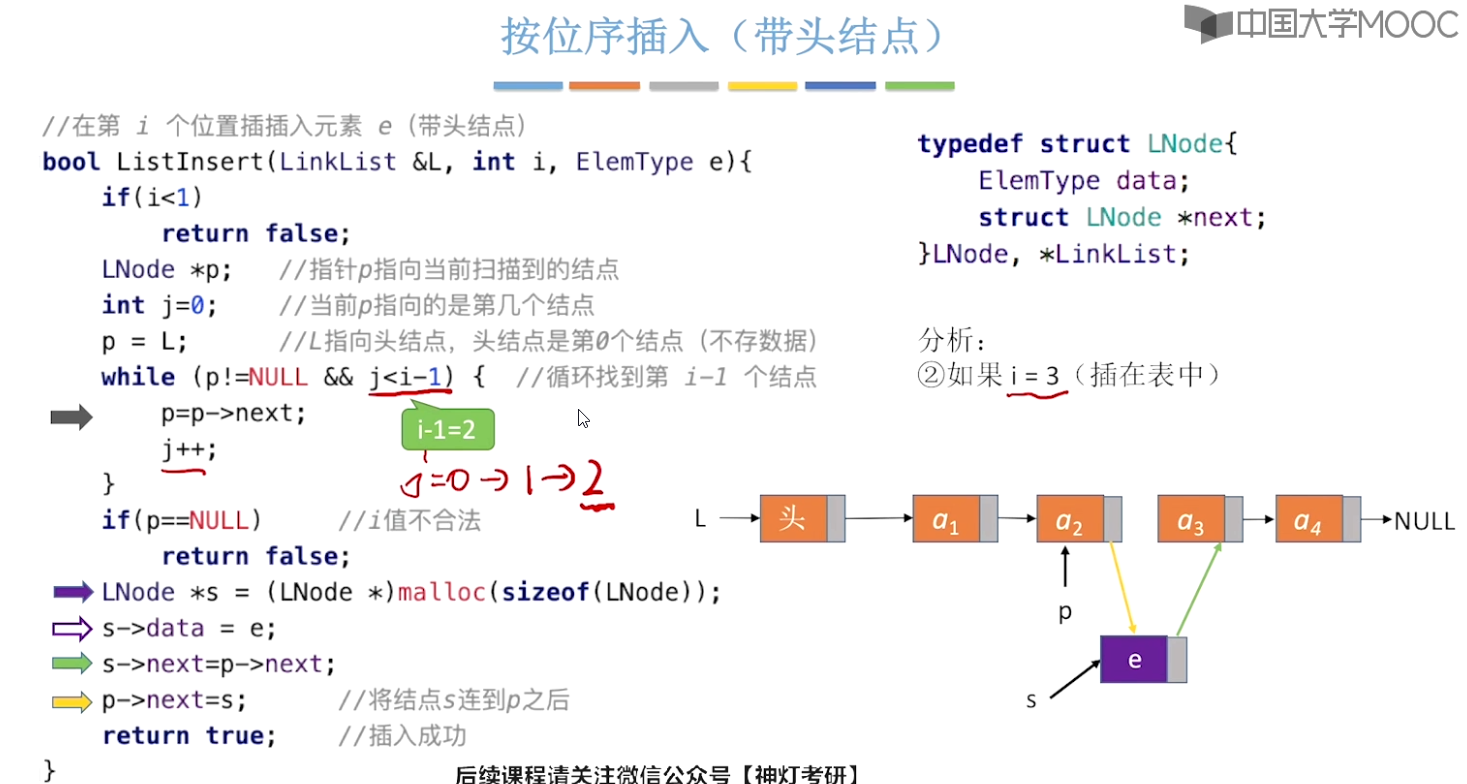 按位序插入（带头结点）
中国大学MOOC
//在第 i 个位置插插入元素 e（带头结点）
bool ListInsert(LinkList &L, int i, ElemType e){
if(i<1)
return false;
LNode *p; //指针p指向当前扫描到的结点
int j=0; //当前p指向的是第几个结点
p = L; //L指向头结点，头结点是第0个结点（不存数据）
while (p!=NULL && j<i-1) { //循环找到第 i-1 个结点
p=p->next;
i-1=2
j++;
j=0→1→2
}
if(p==NULL) //i值不合法
return false;
LNode *s = (LNode *)malloc(sizeof(LNode));
s->data = e;
s->next=p->next;
p->next=s; //将结点s连到p之后
return true; //插入成功
}
typedef struct LNode{
ElemType data;
struct LNode *next;
}LNode, *LinkList;
分析：
②如果 i = 3（插在表中）
L 头 a1 a2 a3 a4 NULL
p
e
s
后续课程请关注微信公众号【神灯考研】